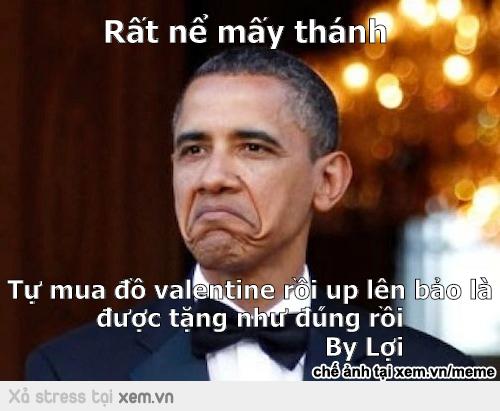 Rất nể mấy thánh
Tự mua đồ valentine rồi up lên bảo là
được tặng như đúng rồi
By Lợi
chế ảnh tại xem.vn/meme
Xả stress tại xem.vn